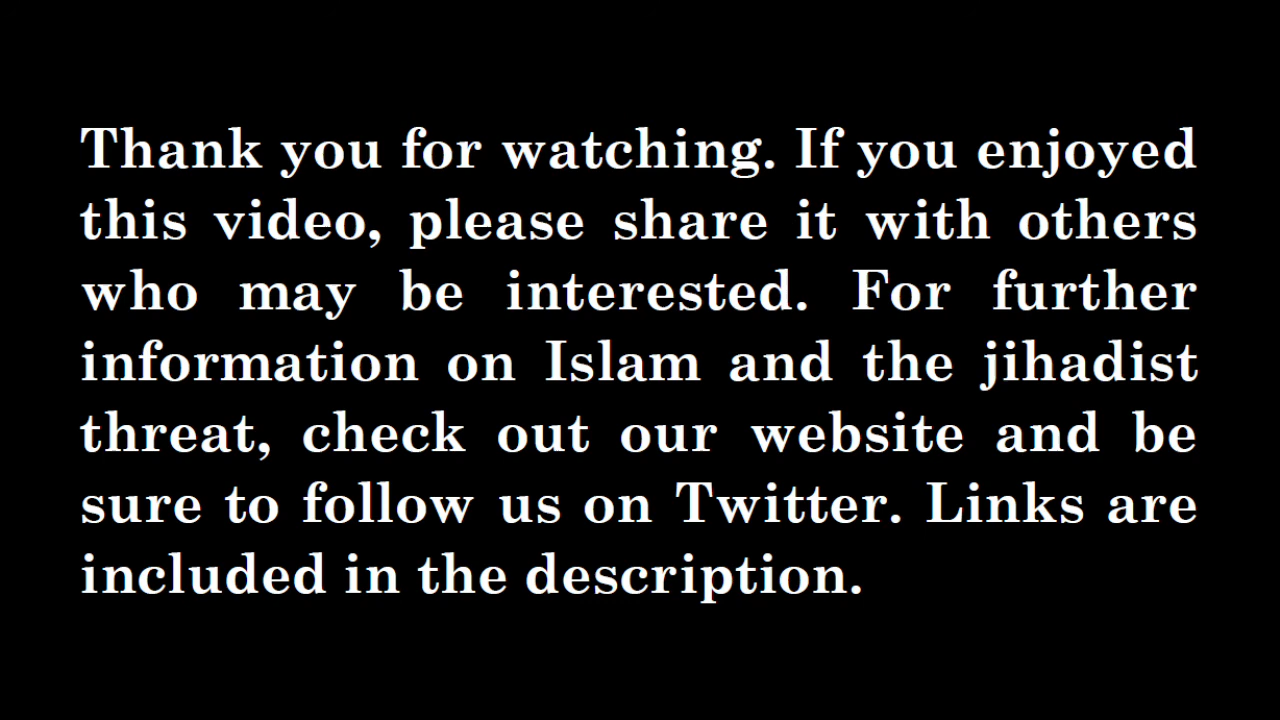 Thank you for watching. If you enjoyed
this video, please share it with others
who may be interested. For further
information on Islam and the jihadist
threat, check out our website and be
sure to follow us on Twitter. Links are
included in the description.